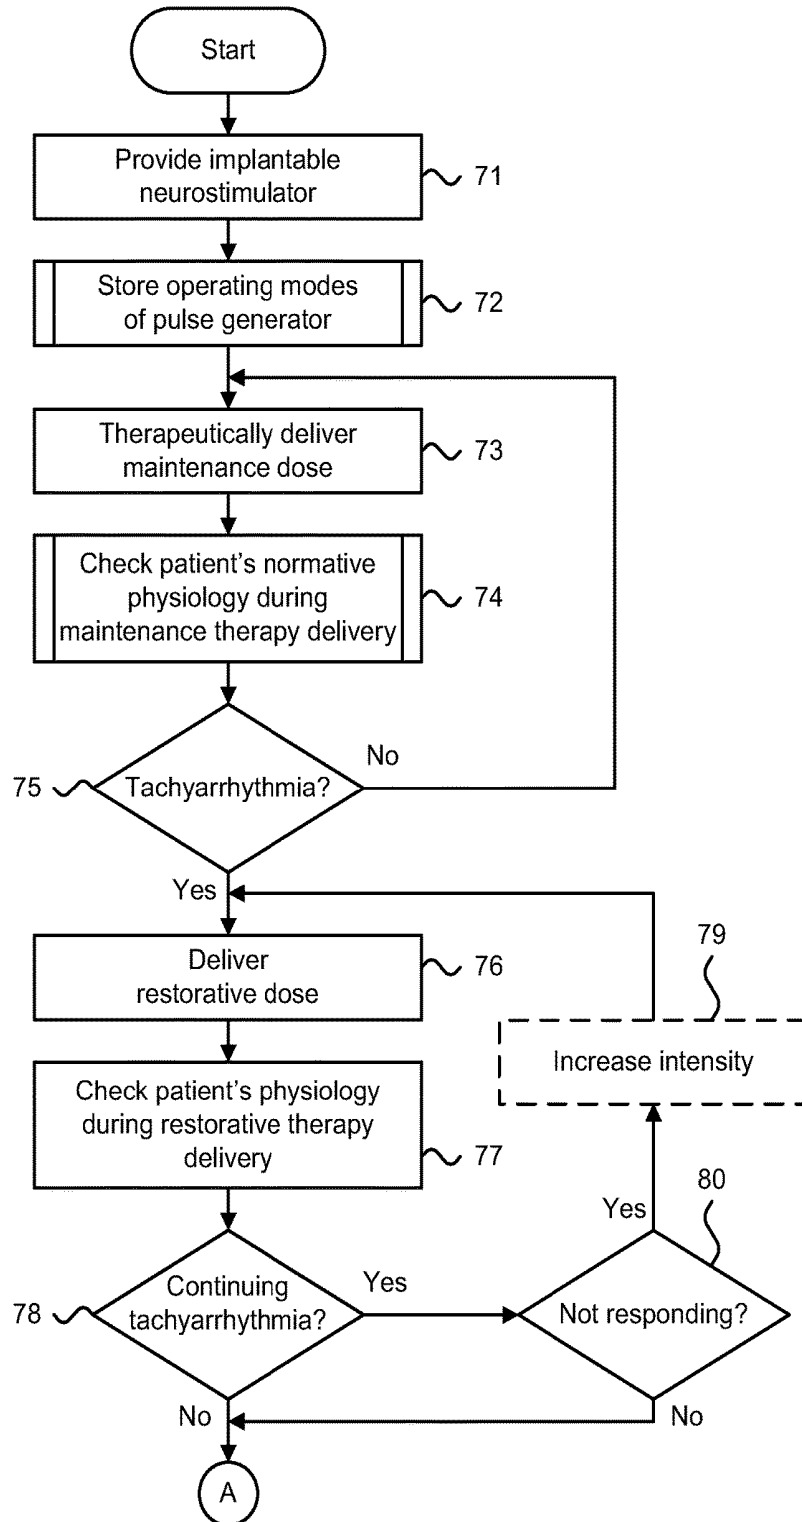 Start
Provide implantable
neurostimulator
71
Store operating modes
of pulse generator
72
Therapeutically deliver
maintenance dose
73
Check patient's normative
physiology during
maintenance therapy delivery
74
75
Tachyarrhythmia?
No
Yes
Deliver
restorative dose
76
79
Increase intensity
Check patient's physiology
during restorative therapy
delivery
77
80
Yes
78
Continuing
tachyarrhythmia?
Yes
Not responding?
No
No
A